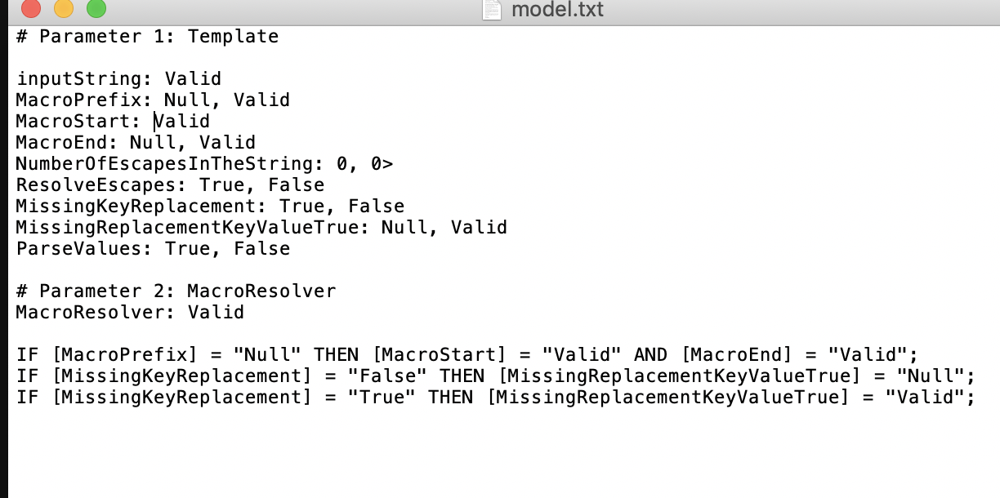 model.txt
# Parameter 1: Template
inputString: Valid
MacroPrefix: Null, Valid
MacroStart: Valid
MacroEnd: Null, Valid
NumberOfEscapesInTheString: 0, 0>
ResolveEscapes: True, False
MissingKeyReplacement: True, False
MissingReplacementKeyValueTrue: Null, Valid
ParseValues: True, False
# Parameter 2: MacroResolver
MacroResolver: Valid
IF [MacroPrefix] = "Null" THEN [MacroStart] = "Valid" AND [MacroEnd] = "Valid";
IF [MissingKeyReplacement] = "False" THEN [MissingReplacementKeyValueTrue] = "Null";
IF [MissingKeyReplacement] = "True" THEN [MissingReplacementKeyValueTrue] = "Valid";